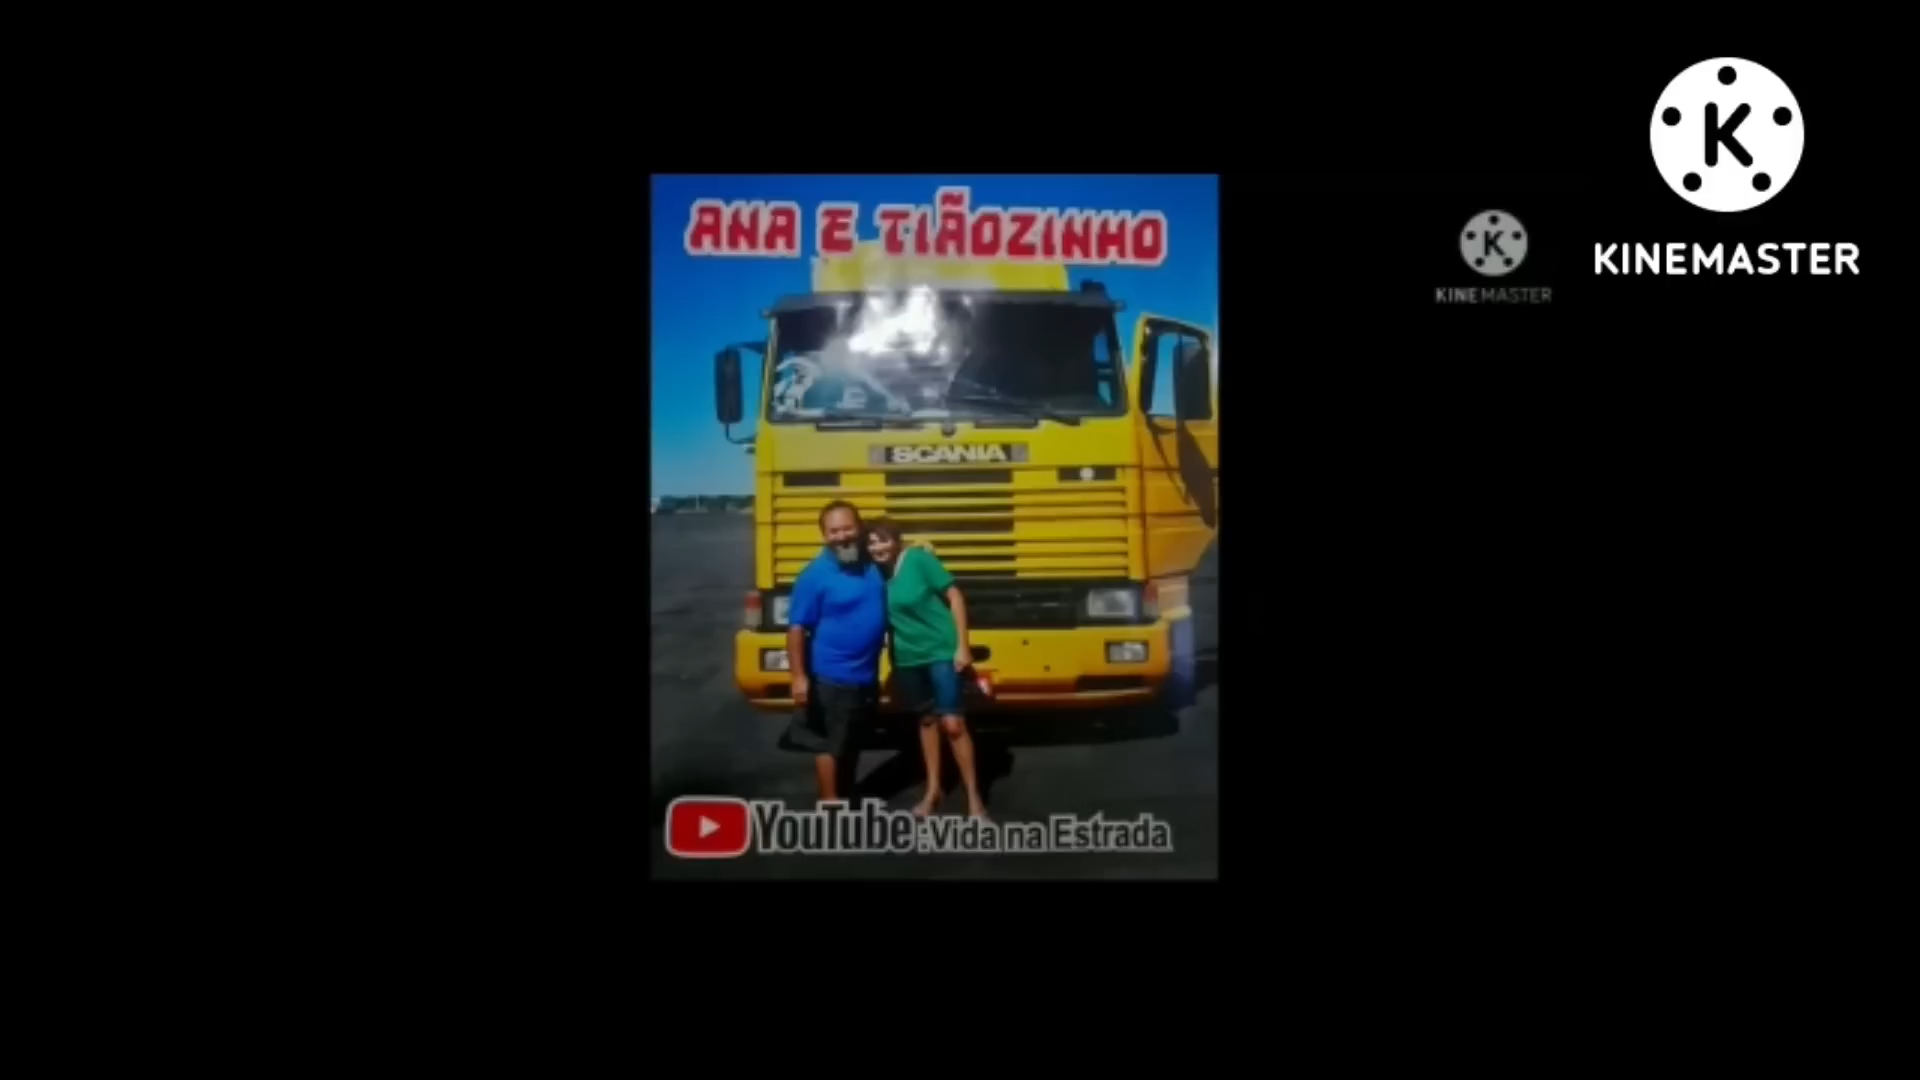 KINEMASTER
KINEMASTER
ANA E TIÃOZINHO
SCANIA
YouTube:Vida na Estrada